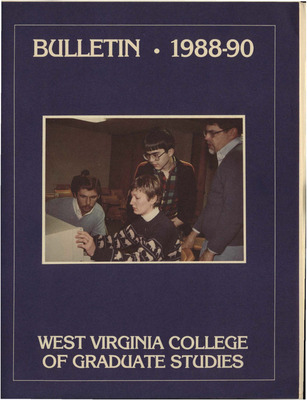 BULLETIN • 1988-90
WEST VIRGINIA COLLEGE
OF GRADUATE STUDIES